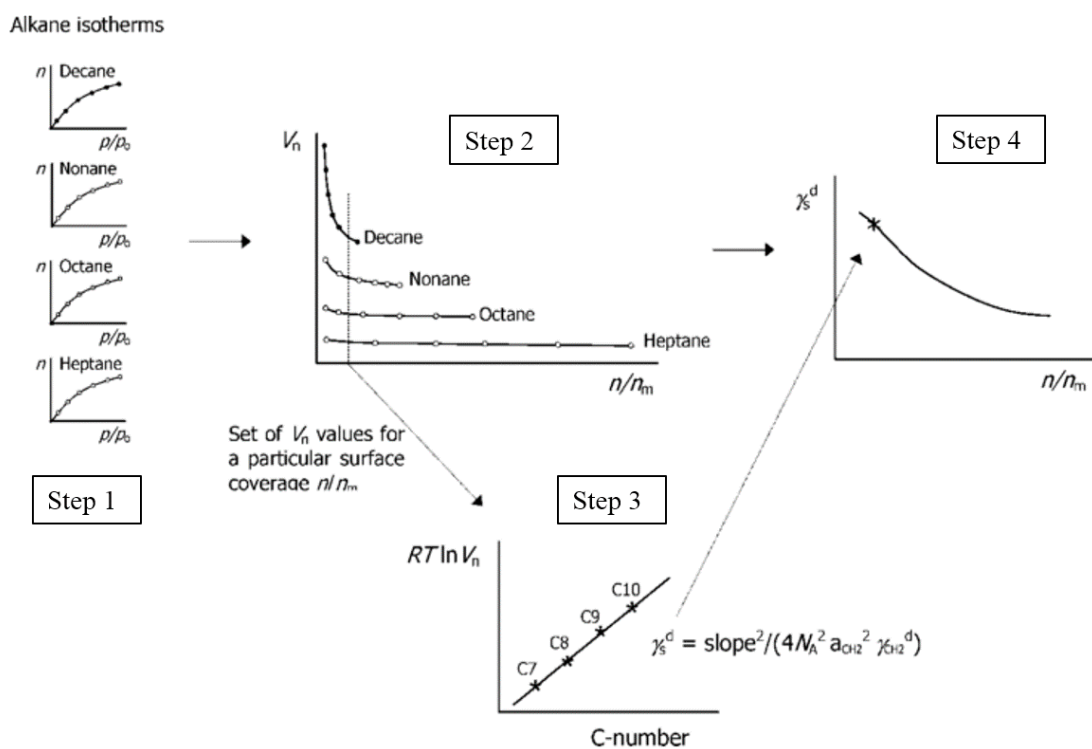 Alkane isotherms
n
Decane
p/p₀
n
Nonane
p/p₀
n
Octane
p/p₀
n
Heptane
p/p₀
Step 1
Step 2
Vₙ
Decane
Nonane
Octane
Heptane
n/nₘ
Set of Vₙ values for
a particular surface
coverage n/nₘ
Step 3
RT ln Vₙ
C7
C8
C9
C10
C-number
γₛᵈ = slope²/(4N_A² a_CH2² γ_CH2ᵈ)
Step 4
γₛᵈ
n/nₘ